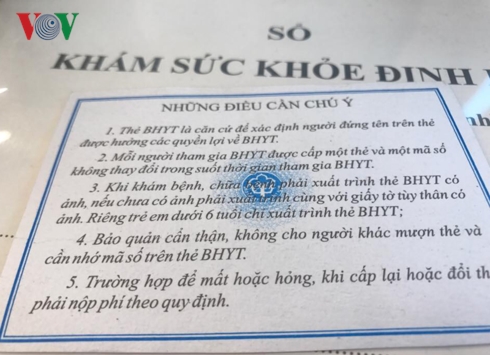 VOV
SỔ
KHÁM SỨC KHỎE ĐỊNH
NHỮNG ĐIỀU CẦN CHÚ Ý
1. Thẻ BHYT là căn cứ để xác định người đứng tên trên thẻ
được hưởng các quyền lợi về BHYT.
2. Mỗi người tham gia BHYT được cấp một thẻ và một mã số
không thay đổi trong suốt thời gian tham gia BHYT.
3. Khi khám bệnh, chữa bệnh phải xuất trình thẻ BHYT có
ảnh, nếu chưa có ảnh phải xuất trình cùng với giấy tờ tùy thân có
ảnh. Riêng trẻ em dưới 6 tuổi chỉ xuất trình thẻ BHYT;
4. Bảo quản cẩn thận, không cho người khác mượn thẻ và
cần nhớ mã số trên thẻ BHYT.
5. Trường hợp để mất hoặc hỏng, khi cấp lại hoặc đổi th
phải nộp phí theo quy định.